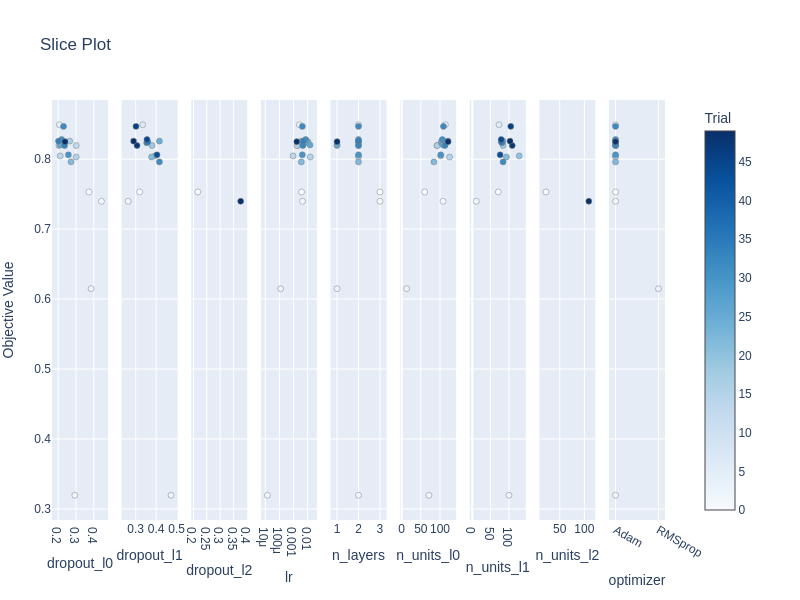 Slice Plot
Trial
Objective Value
0.8
0.7
0.6
0.5
0.4
0.3
0.2 0.3 0.4
dropout_l0
0.3 0.4 0.5
dropout_l1
0.2 0.25 0.3 0.35 0.4
dropout_l2
10μ 100μ 0.001 0.01
lr
1 2 3
n_layers
0 50 100
n_units_l0
0 50 100
n_units_l1
50 100
n_units_l2
Adam RMSprop
optimizer
45
40
35
30
25
20
15
10
5
0